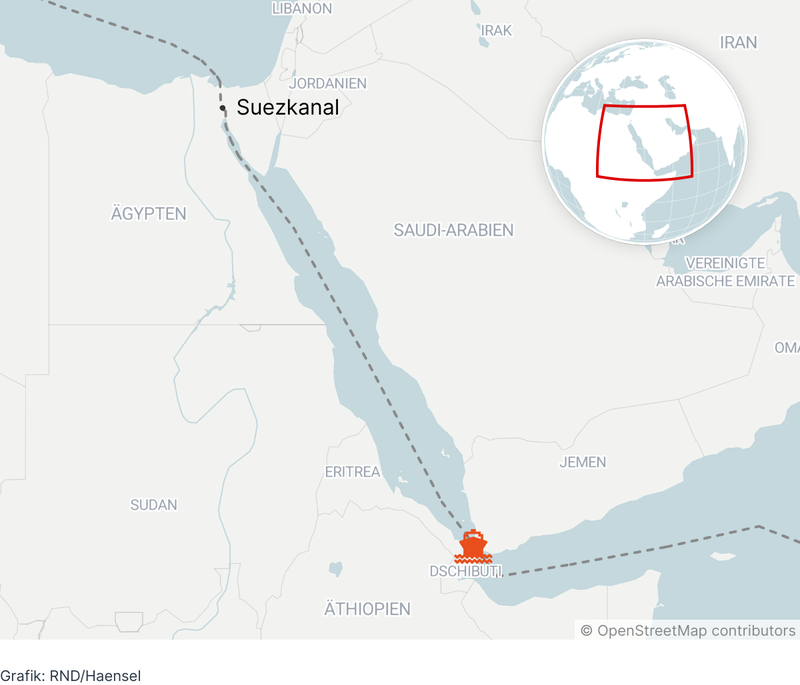 LIBANON
IRAK
IRAN
JORDANIEN
Suezkanal
ÄGYPTEN
SAUDI-ARABIEN
VEREINIGTE
ARABISCHE EMIRATE
OMA
JEMEN
ERITREA
SUDAN
DSCHIBUTI
ÄTHIOPIEN
© OpenStreetMap contributors
Grafik: RND/Haensel